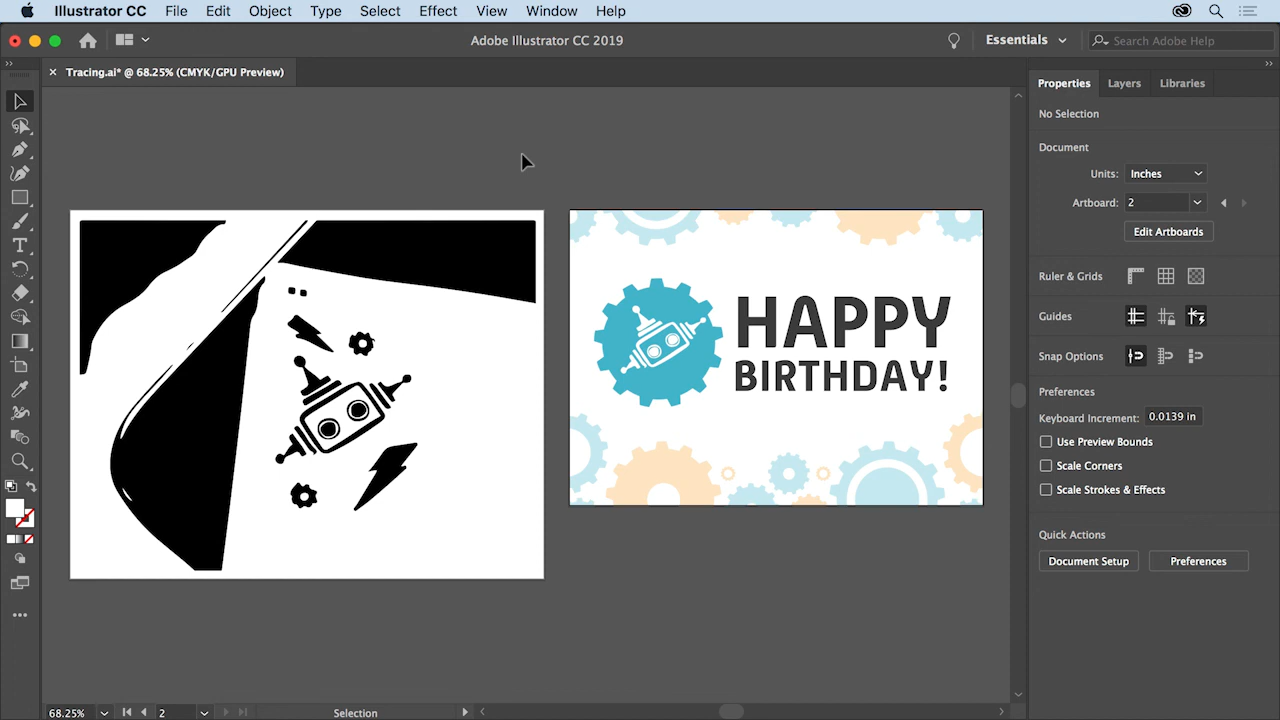 Illustrator CC File Edit Object Type Select Effect View Window Help
Adobe Illustrator CC 2019
Essentials
Search Adobe Help
Tracing.ai* @ 68.25% (CMYK/GPU Preview)
Properties Layers Libraries
No Selection
Document
Units: Inches
Artboard: 2
Edit Artboards
Ruler & Grids
Guides
Snap Options
Preferences
Keyboard Increment: 0.0139 in
Use Preview Bounds
Scale Corners
Scale Strokes & Effects
Quick Actions
Document Setup Preferences
HAPPY
BIRTHDAY!
68.25% 2 Selection